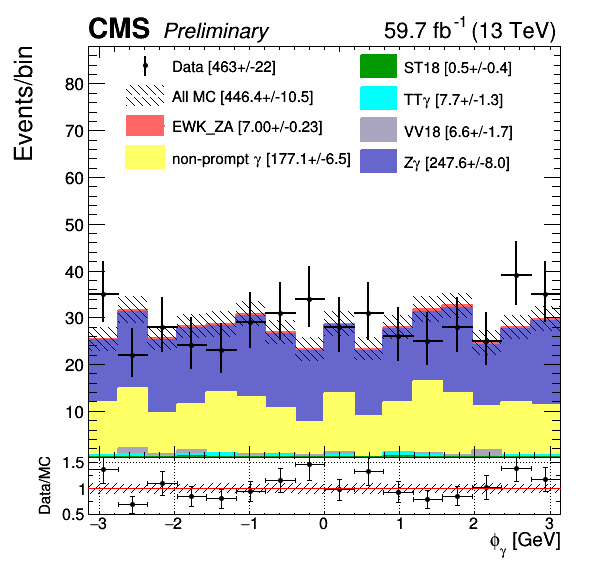 CMS Preliminary 59.7 fb⁻¹ (13 TeV)
Events/bin
Data [463+/-22]
All MC [446.4+/-10.5]
EWK_ZA [7.00+/-0.23]
non-prompt γ [177.1+/-6.5]
ST18 [0.5+/-0.4]
TTγ [7.7+/-1.3]
VV18 [6.6+/-1.7]
Zγ [247.6+/-8.0]
80
70
60
50
40
30
20
10
Data/MC
1.5
1
0.5
−3 −2 −1 0 1 2 3
ϕγ [GeV]